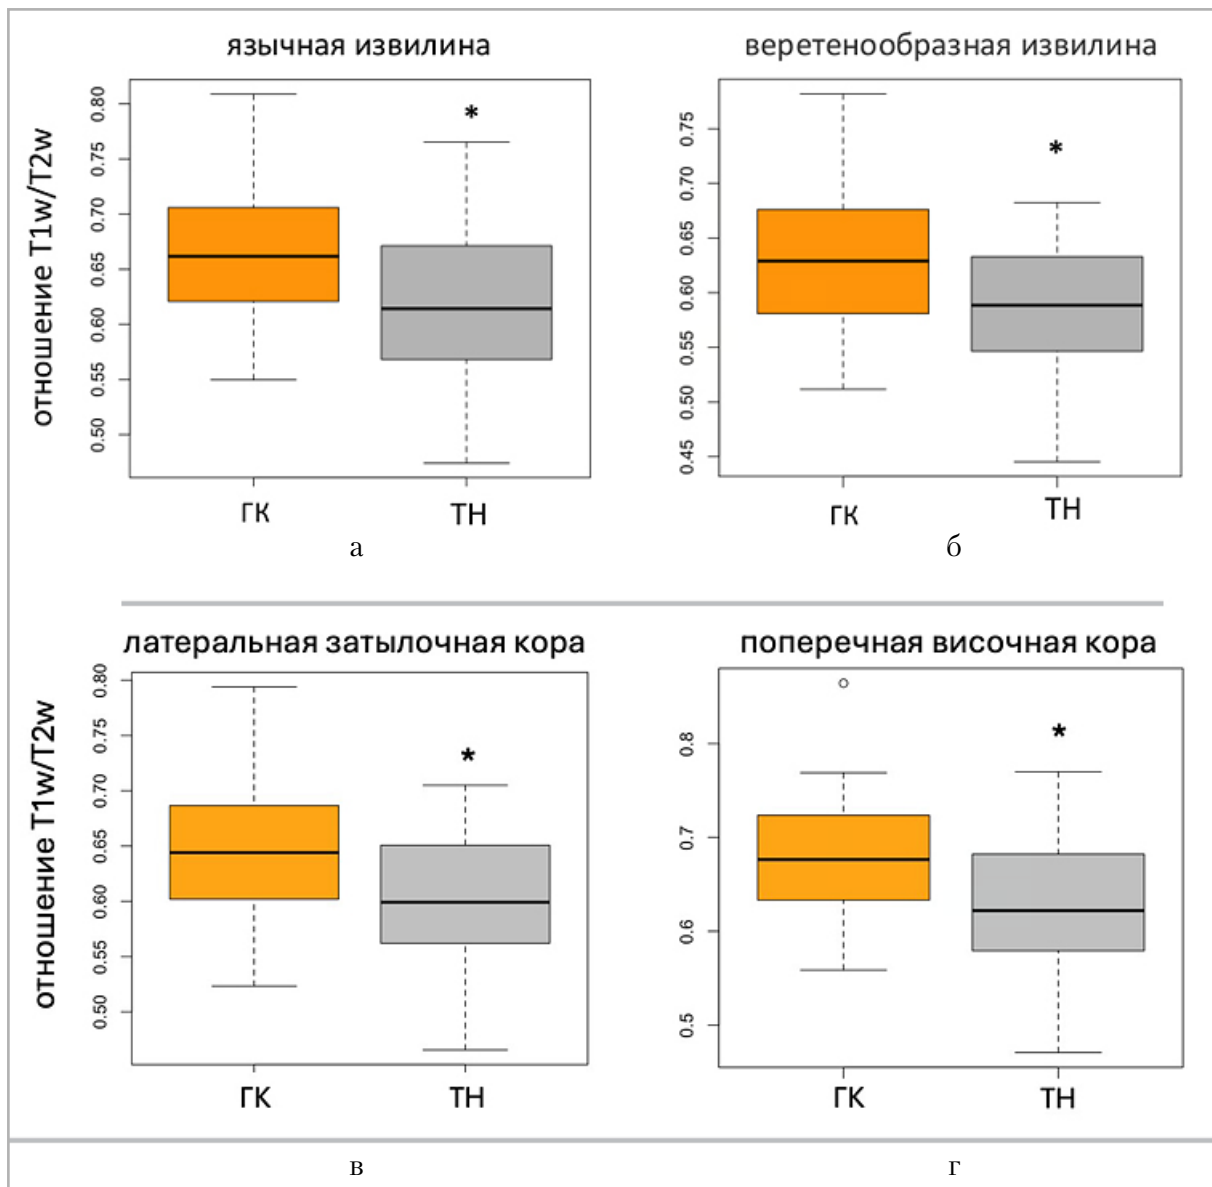 язычная извилина
веретенообразная извилина
отношение T1w/T2w
0.80
0.75
0.70
0.65
0.60
0.55
0.50
*
ГК
ТН
а
0.75
0.70
0.65
0.60
0.55
0.50
0.45
*
ГК
ТН
б
латеральная затылочная кора
поперечная височная кора
отношение T1w/T2w
0.80
0.75
0.70
0.65
0.60
0.55
0.50
*
ГК
ТН
в
0.8
0.7
0.6
0.5
*
ГК
ТН
г